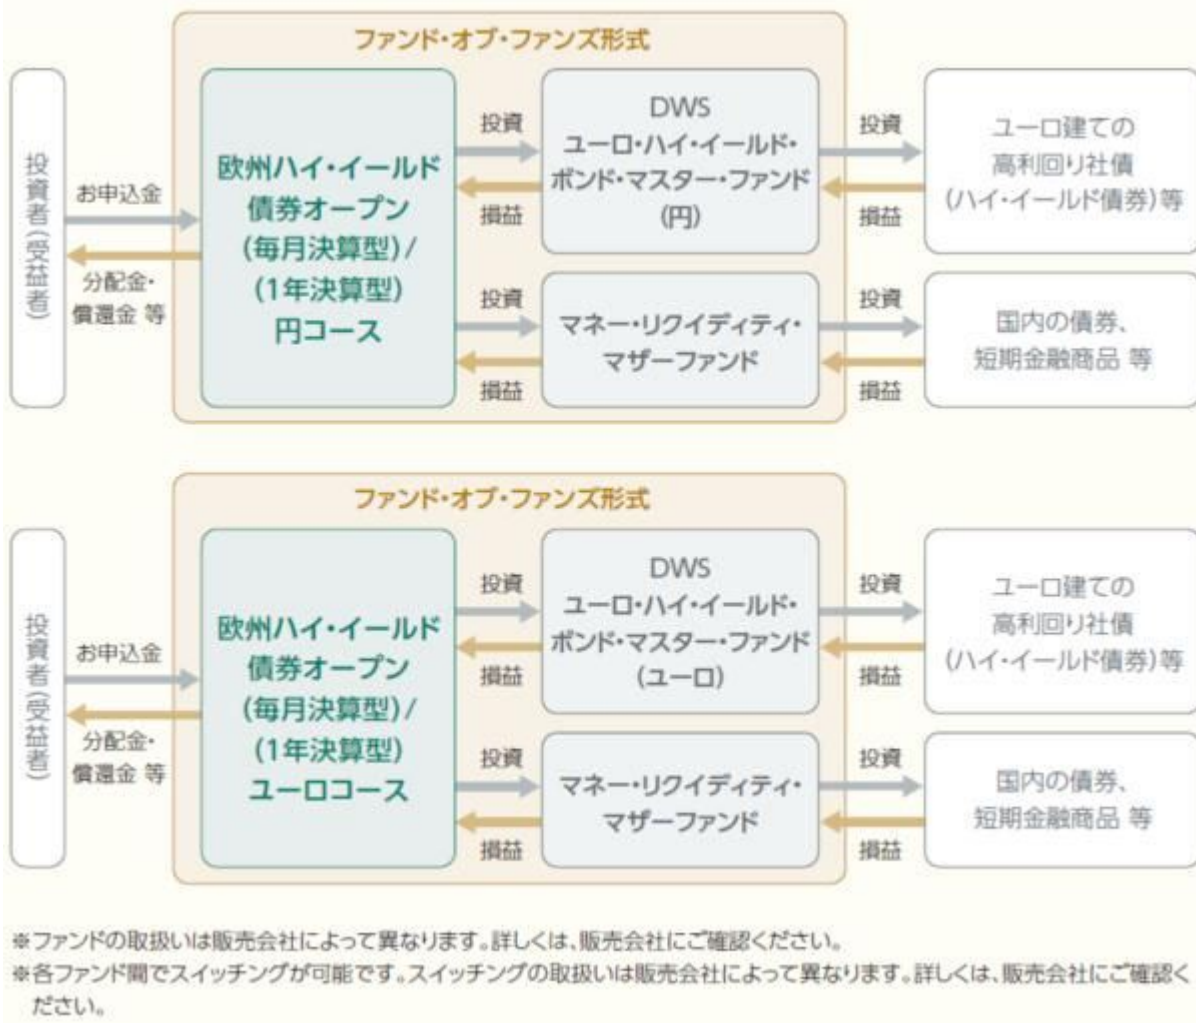 ファンド・オブ・ファンズ形式
投資者(受益者)
お申込金
分配金・
償還金 等
欧州ハイ・イールド
債券オープン
(毎月決算型)/
(1年決算型)
円コース
投資
損益
DWS
ユーロ・ハイ・イールド・
ボンド・マスター・ファンド
(円)
投資
損益
ユーロ建ての
高利回り社債
(ハイ・イールド債券)等
投資
損益
マネー・リクイディティ・
マザーファンド
投資
損益
国内の債券、
短期金融商品 等
ファンド・オブ・ファンズ形式
投資者(受益者)
お申込金
分配金・
償還金 等
欧州ハイ・イールド
債券オープン
(毎月決算型)/
(1年決算型)
ユーロコース
投資
損益
DWS
ユーロ・ハイ・イールド・
ボンド・マスター・ファンド
(ユーロ)
投資
損益
ユーロ建ての
高利回り社債
(ハイ・イールド債券)等
投資
損益
マネー・リクイディティ・
マザーファンド
投資
損益
国内の債券、
短期金融商品 等
※ファンドの取扱いは販売会社によって異なります。詳しくは、販売会社にご確認ください。
※各ファンド間でスイッチングが可能です。スイッチングの取扱いは販売会社によって異なります。詳しくは、販売会社にご確認く
ださい。